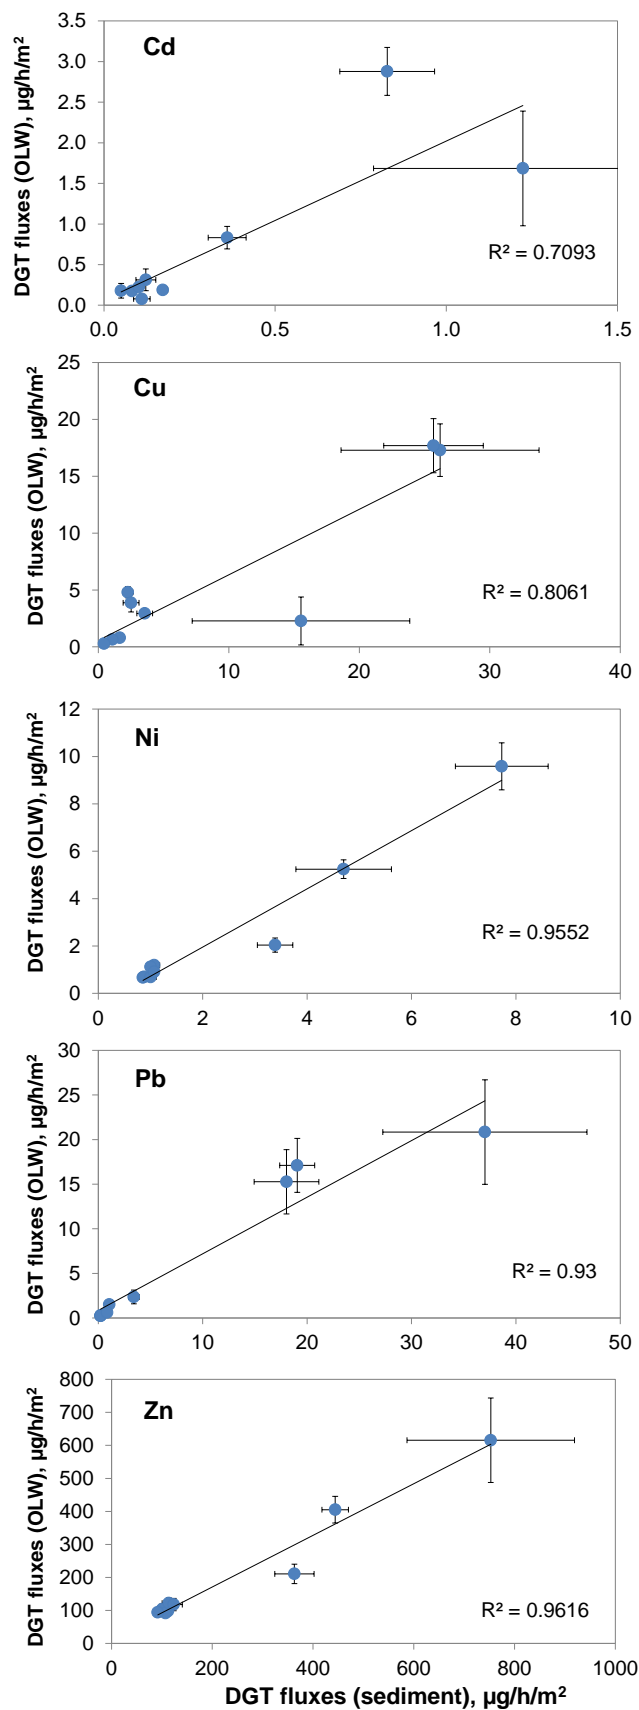 Cd
DGT fluxes (OLW), µg/h/m²
3.5
3.0
2.5
2.0
1.5
1.0
0.5
0.0
R² = 0.7093
0.0 0.5 1.0 1.5
Cu
DGT fluxes (OLW), µg/h/m²
25
20
15
10
5
0
R² = 0.8061
0 10 20 30 40
Ni
DGT fluxes (OLW), µg/h/m²
12
10
8
6
4
2
0
R² = 0.9552
0 2 4 6 8 10
Pb
DGT fluxes (OLW), µg/h/m²
30
25
20
15
10
5
0
R² = 0.93
0 10 20 30 40 50
Zn
DGT fluxes (OLW), µg/h/m²
800
700
600
500
400
300
200
100
0
R² = 0.9616
0 200 400 600 800 1000
DGT fluxes (sediment), µg/h/m²